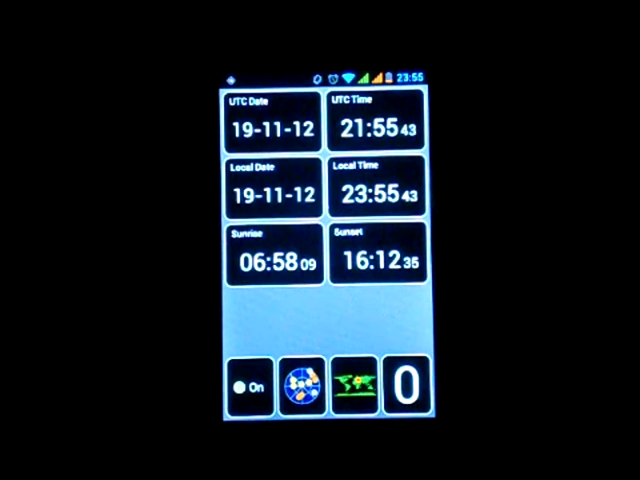 23:55
UTC Date
UTC Time
19-11-12
21:55 43
Local Date
Local Time
19-11-12
23:55 43
Sunrise
Sunset
06:58 09
16:12 35
On
0